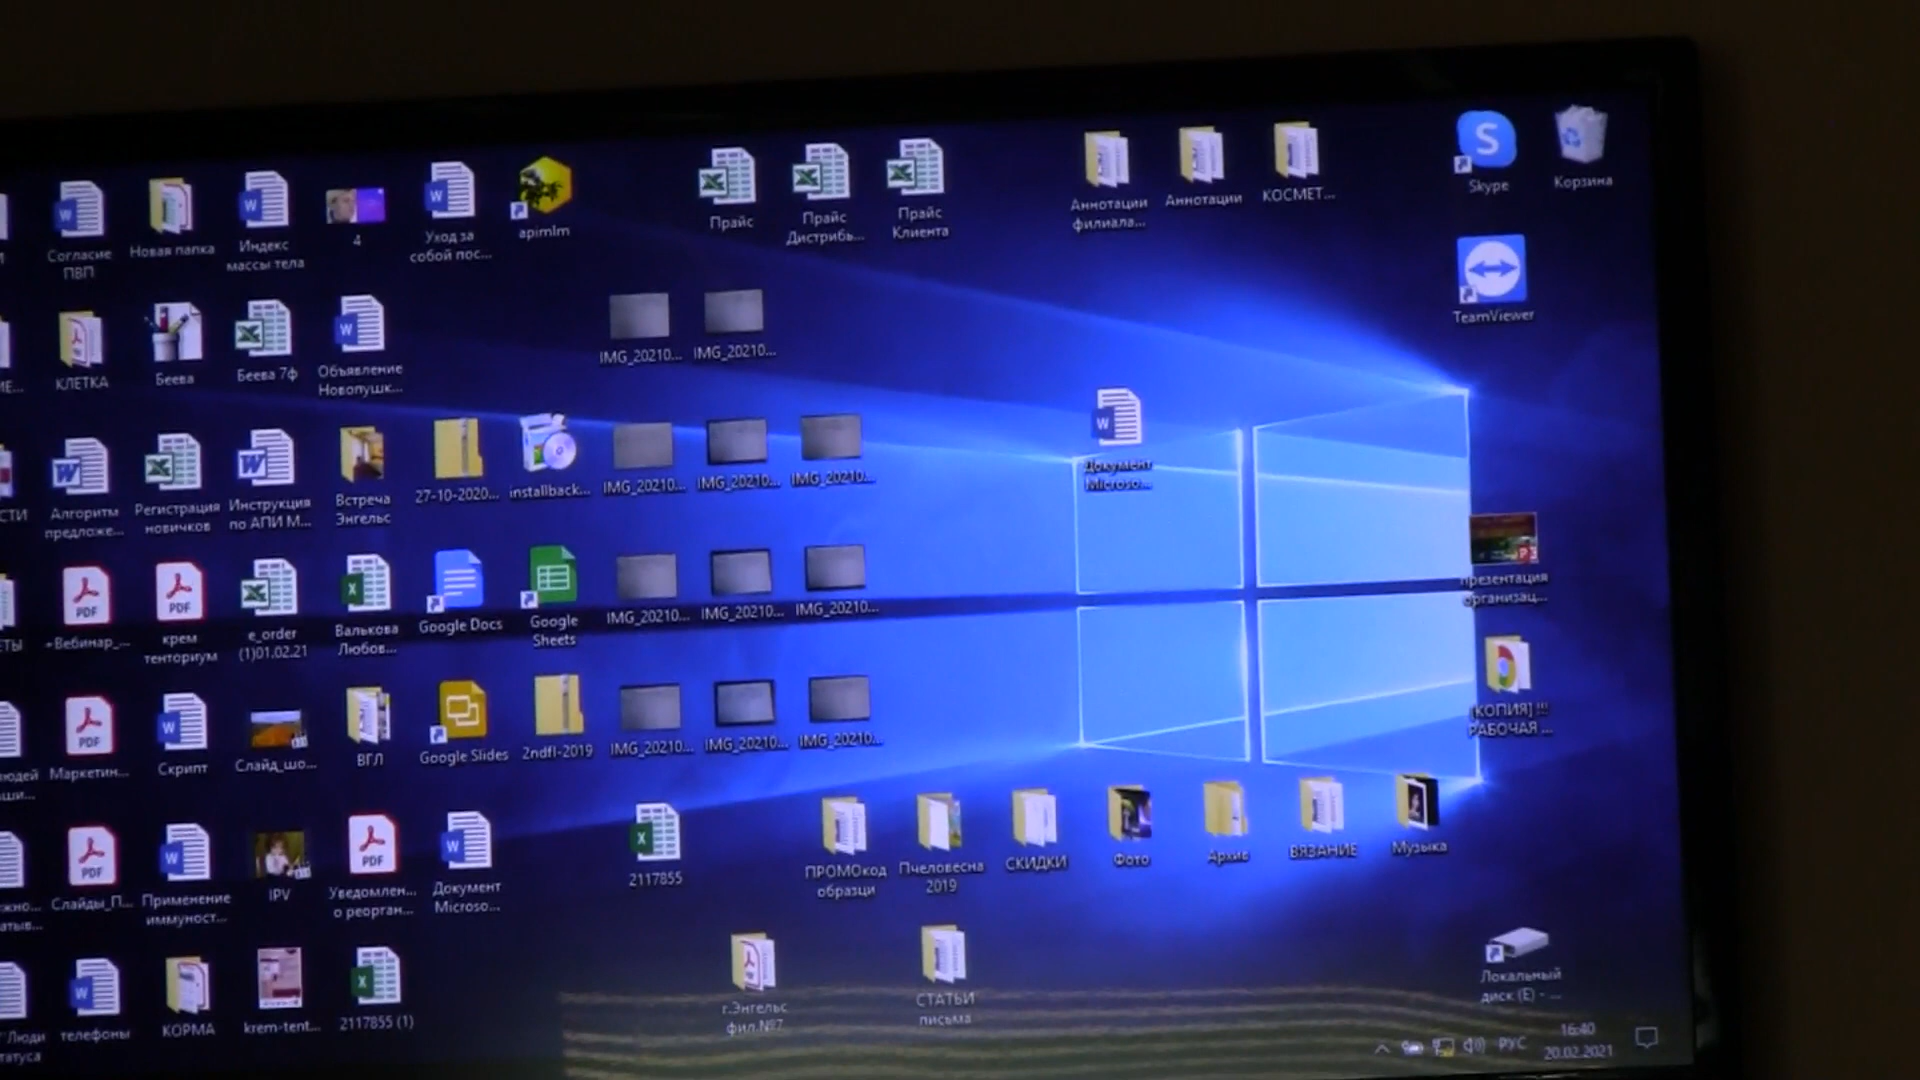 Согласие
ПВП
Новая папка
Индекс
массы тела
4
Уход за
собой пос...
apimlm
Прайс
Прайс
Дистрибь...
Прайс
Клиента
Аннотации
филиала...
Аннотации
КОСМЕТ...
Skype
Корзина
TeamViewer
КЛЕТКА
Беева
Беева 7ф
Объявление
Новопушк...
IMG_20210...
IMG_20210...
Алгоритм
предложе...
Регистрация
новичков
Инструкция
по АПИ М...
Встреча
Энгельс
27-10-2020...
installback...
IMG_20210...
IMG_20210...
IMG_20210...
Документ
Microso...
+Вебинар_...
PDF
крем
тенториум
PDF
e_order
(1)01.02.21
Валькова
Любов...
Google Docs
Google
Sheets
IMG_20210...
IMG_20210...
IMG_20210...
презентация
организац...
Маркетин...
PDF
Скрипт
Слайд_шо...
ВГЛ
Google Slides
2ndfl-2019
IMG_20210...
IMG_20210...
IMG_20210...
[КОПИЯ] !!!
РАБОЧАЯ ...
Слайды_П...
PDF
Применение
иммуност...
IPV
Уведомлен...
о реорган...
PDF
Документ
Microso...
2117855
ПРОМОкод
образци
Пчеловесна
2019
СКИДКИ
Фото
Архив
ВЯЗАНИЕ
Музыка
телефоны
КОРМА
krem-tent...
2117855 (1)
г.Энгельс
фил.№7
СТАТЬИ
письма
Локальный
диск (E) - ...
РУС
16:40
20.02.2021